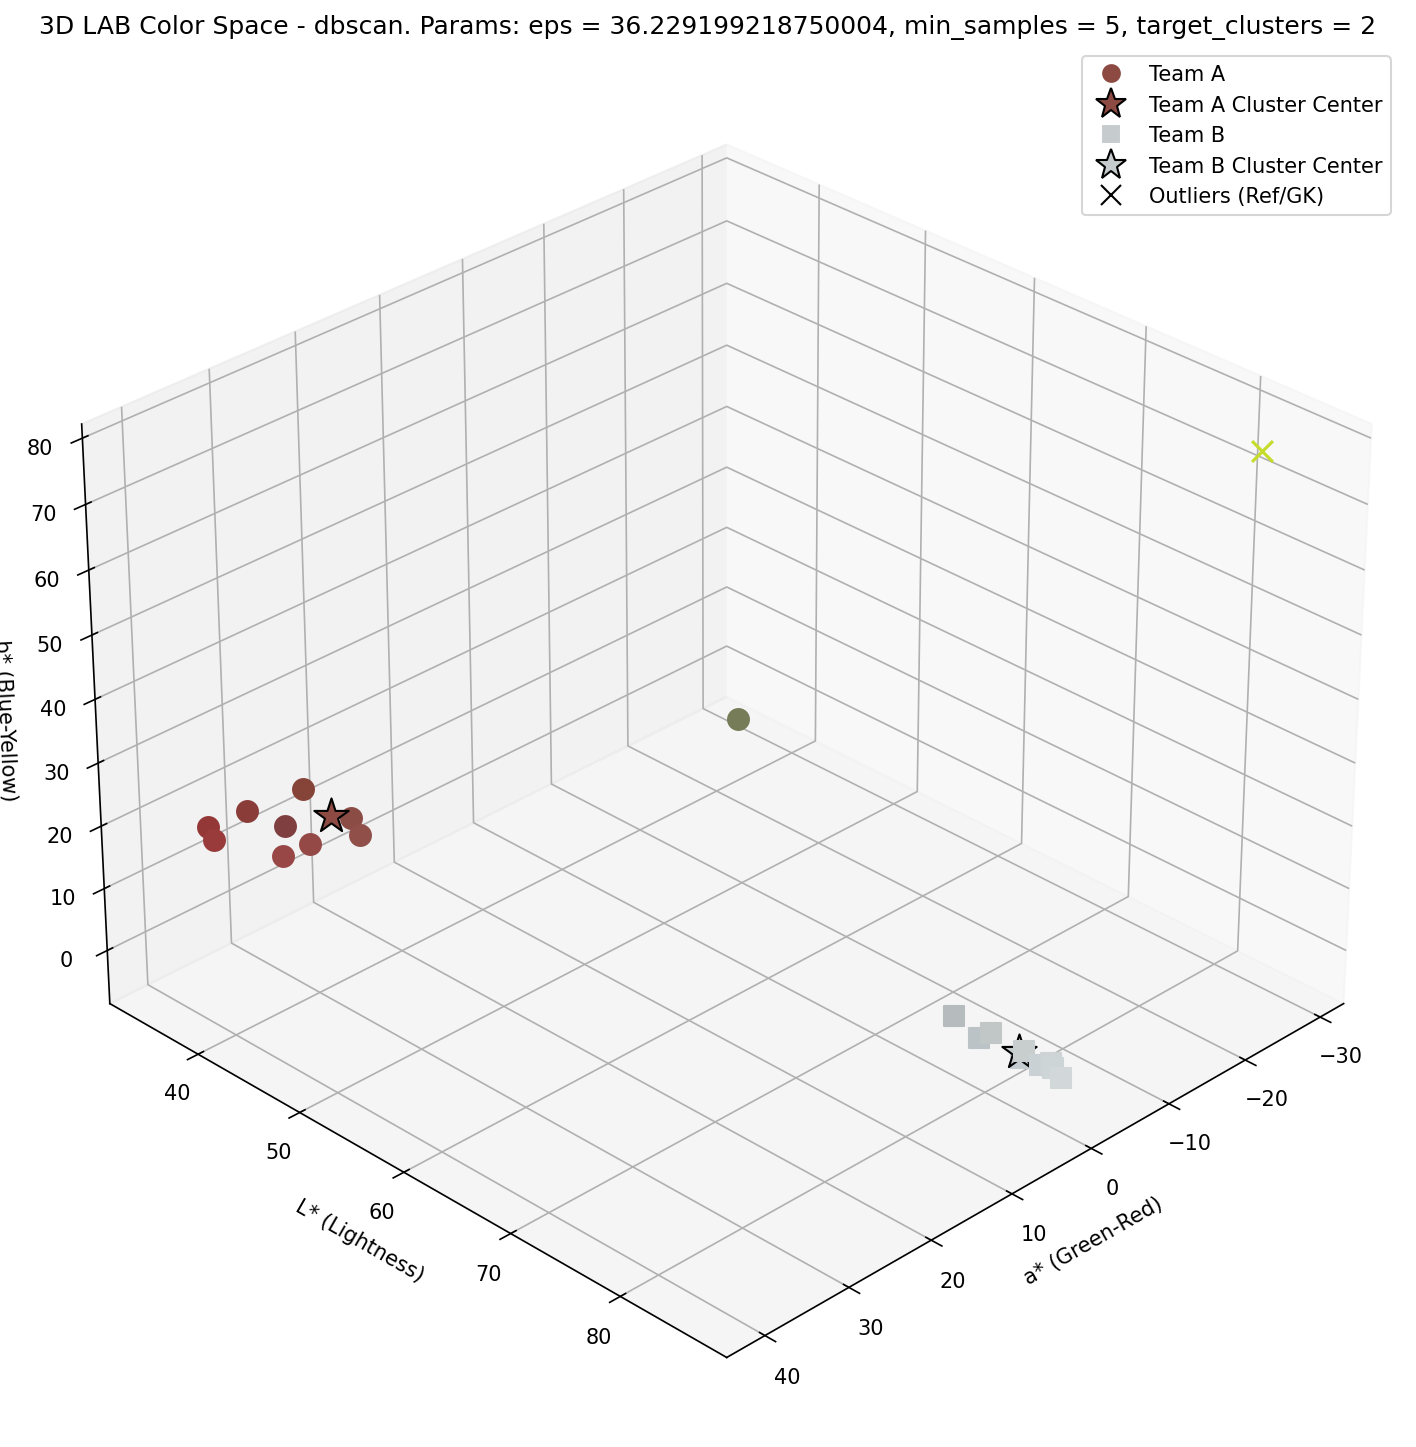 3D LAB Color Space - dbscan. Params: eps = 36.229199218750004, min_samples = 5, target_clusters = 2
Team A
Team A Cluster Center
Team B
Team B Cluster Center
Outliers (Ref/GK)
80
70
60
50
40
30
20
10
0
b* (Blue-Yellow)
40
50
60
70
80
L* (Lightness)
−30
−20
−10
0
10
20
30
40
a* (Green-Red)